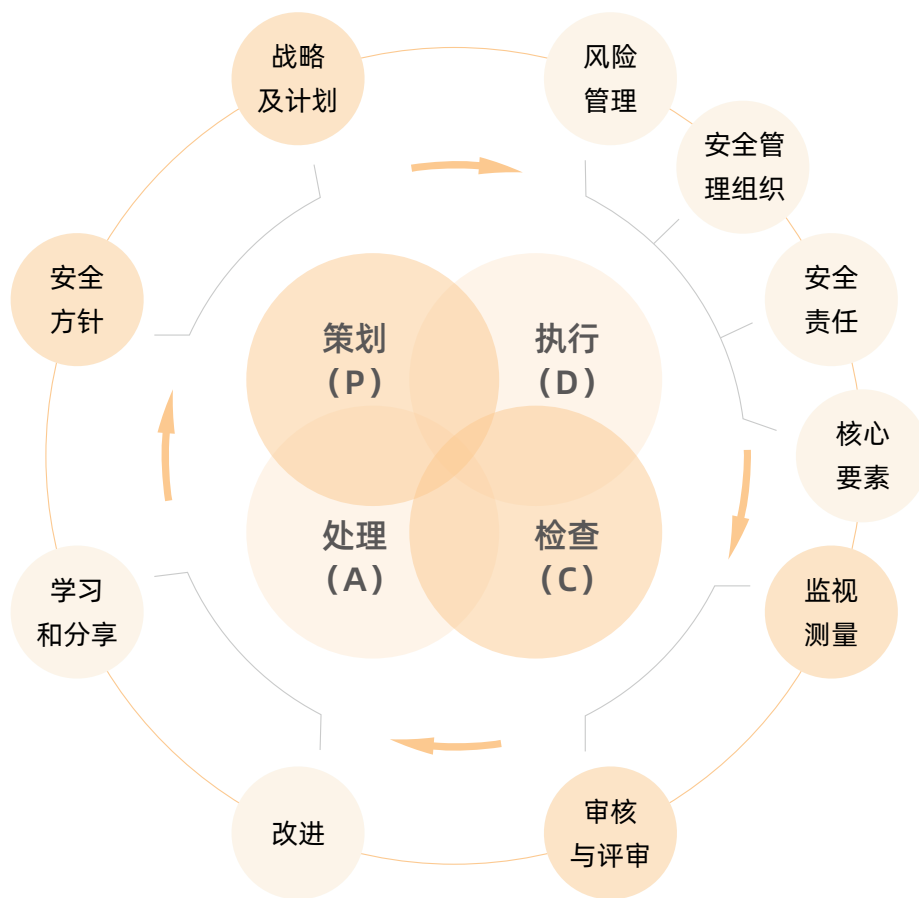 战略
及计划
风险
管理
安全管
理组织
安全
方针
安全
责任
策划
（P）
执行
（D）
核心
要素
处理
（A）
检查
（C）
学习
和分享
监视
测量
改进
审核
与评审